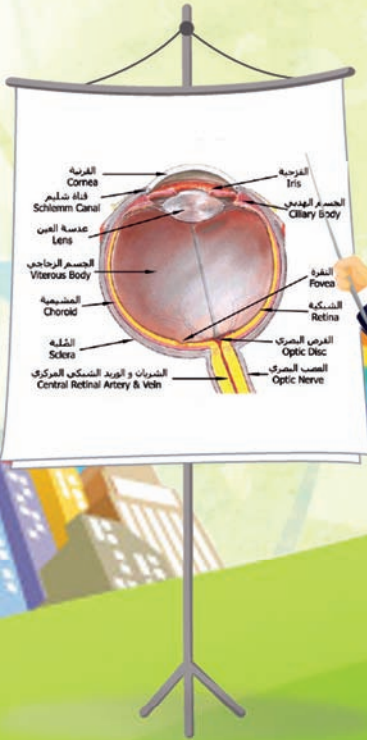 القرنية
Cornea
قناة شليم
Schlemm Canal
عدسة العين
Lens
الجسم الزجاجي
Viterous Body
المشيمية
Choroid
الصُلبة
Sclera
الشريان و الوريد الشبكي المركزي
Central Retinal Artery & Vein
القزحية
Iris
الجسم الهدبي
Ciliary Body
النقرة
Fovea
الشبكية
Retina
القرص البصري
Optic Disc
العصب البصري
Optic Nerve